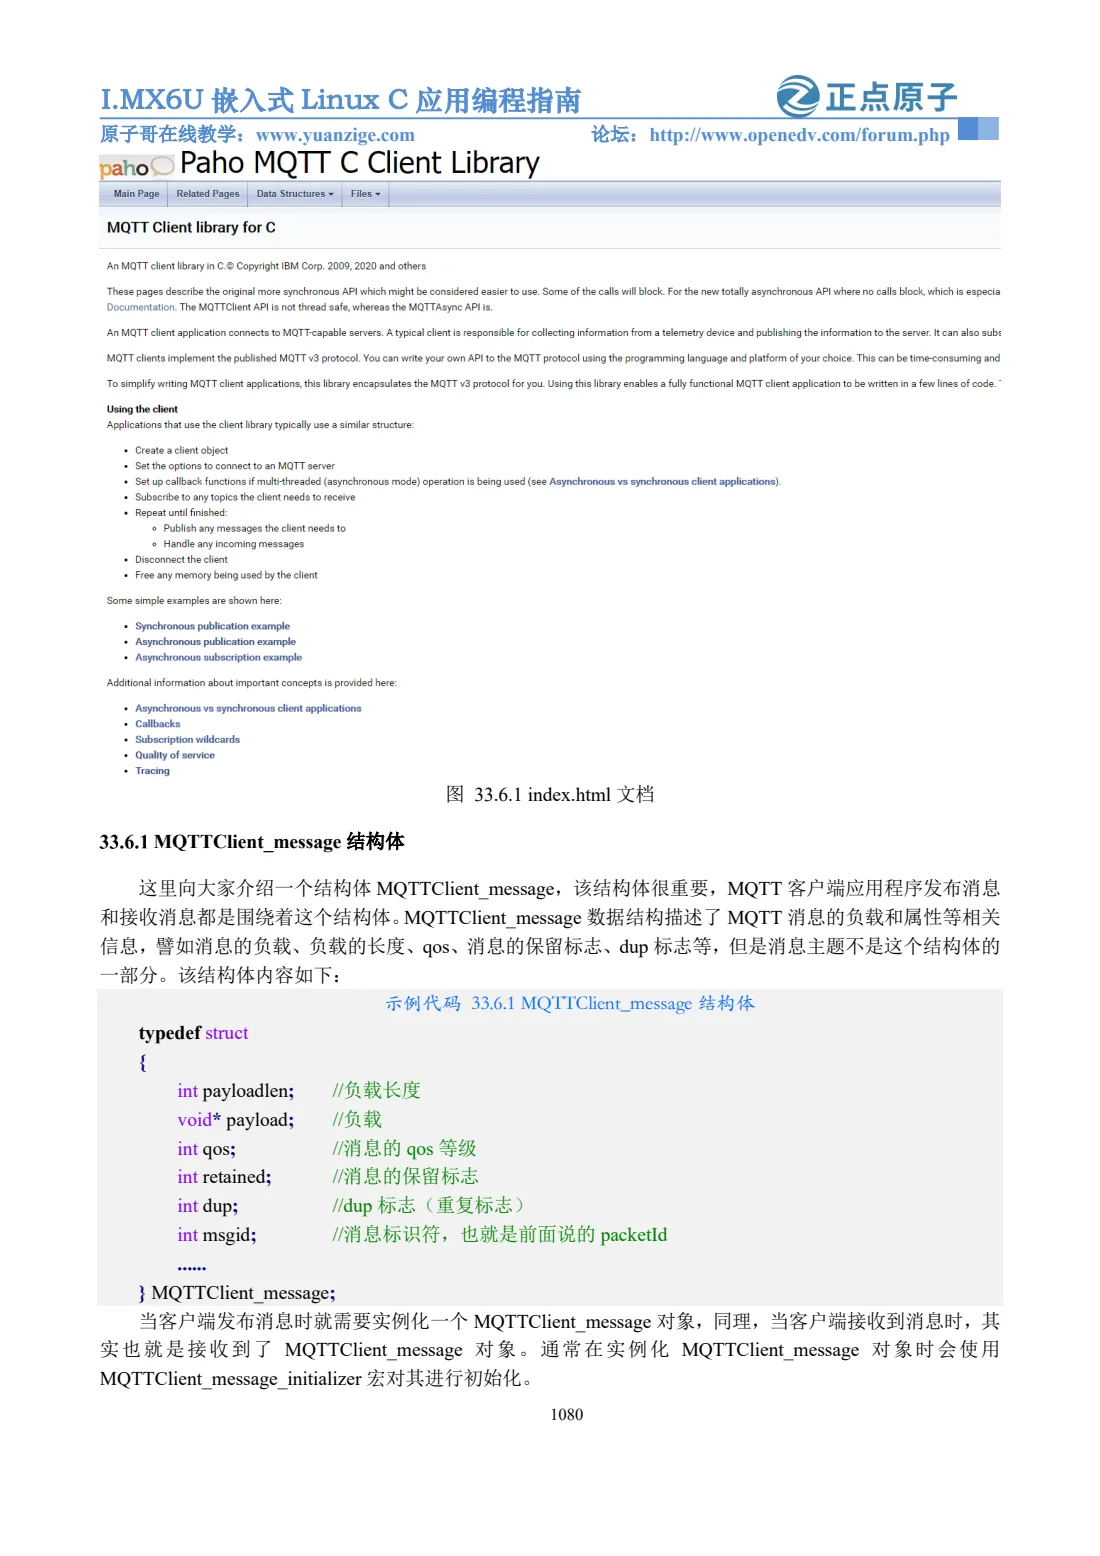 I.MX6U 嵌入式 Linux C 应用编程指南
正点原子
原子哥在线教学：www.yuanzige.com 论坛：http://www.openedv.com/forum.php
paho Paho MQTT C Client Library
Main Page Related Pages Data Structures Files
MQTT Client library for C
An MQTT client library in C.© Copyright IBM Corp. 2009, 2020 and others
These pages describe the original more synchronous API which might be considered easier to use. Some of the calls will block. For the new totally asynchronous API where no calls block, which is especia
Documentation. The MQTTClient API is not thread safe, whereas the MQTTAsync API is.
An MQTT client application connects to MQTT-capable servers. A typical client is responsible for collecting information from a telemetry device and publishing the information to the server. It can also subs
MQTT clients implement the published MQTT v3 protocol. You can write your own API to the MQTT protocol using the programming language and platform of your choice. This can be time-consuming and
To simplify writing MQTT client applications, this library encapsulates the MQTT v3 protocol for you. Using this library enables a fully functional MQTT client application to be written in a few lines of code.
Using the client
Applications that use the client library typically use a similar structure:
• Create a client object
• Set the options to connect to an MQTT server
• Set up callback functions if multi-threaded (asynchronous mode) operation is being used (see Asynchronous vs synchronous client applications).
• Subscribe to any topics the client needs to receive
• Repeat until finished:
◦ Publish any messages the client needs to
◦ Handle any incoming messages
• Disconnect the client
• Free any memory being used by the client
Some simple examples are shown here:
• Synchronous publication example
• Asynchronous publication example
• Asynchronous subscription example
Additional information about important concepts is provided here:
• Asynchronous vs synchronous client applications
• Callbacks
• Subscription wildcards
• Quality of service
• Tracing
图 33.6.1 index.html 文档
33.6.1 MQTTClient_message 结构体
这里向大家介绍一个结构体 MQTTClient_message，该结构体很重要，MQTT 客户端应用程序发布消息
和接收消息都是围绕着这个结构体。MQTTClient_message 数据结构描述了 MQTT 消息的负载和属性等相关
信息，譬如消息的负载、负载的长度、qos、消息的保留标志、dup 标志等，但是消息主题不是这个结构体的
一部分。该结构体内容如下：
示例代码 33.6.1 MQTTClient_message 结构体
typedef struct
{
int payloadlen; //负载长度
void* payload; //负载
int qos; //消息的 qos 等级
int retained; //消息的保留标志
int dup; //dup 标志（重复标志）
int msgid; //消息标识符，也就是前面说的 packetId
......
} MQTTClient_message;
当客户端发布消息时就需要实例化一个 MQTTClient_message 对象，同理，当客户端接收到消息时，其
实也就是接收到了 MQTTClient_message 对象。通常在实例化 MQTTClient_message 对象时会使用
MQTTClient_message_initializer 宏对其进行初始化。
1080